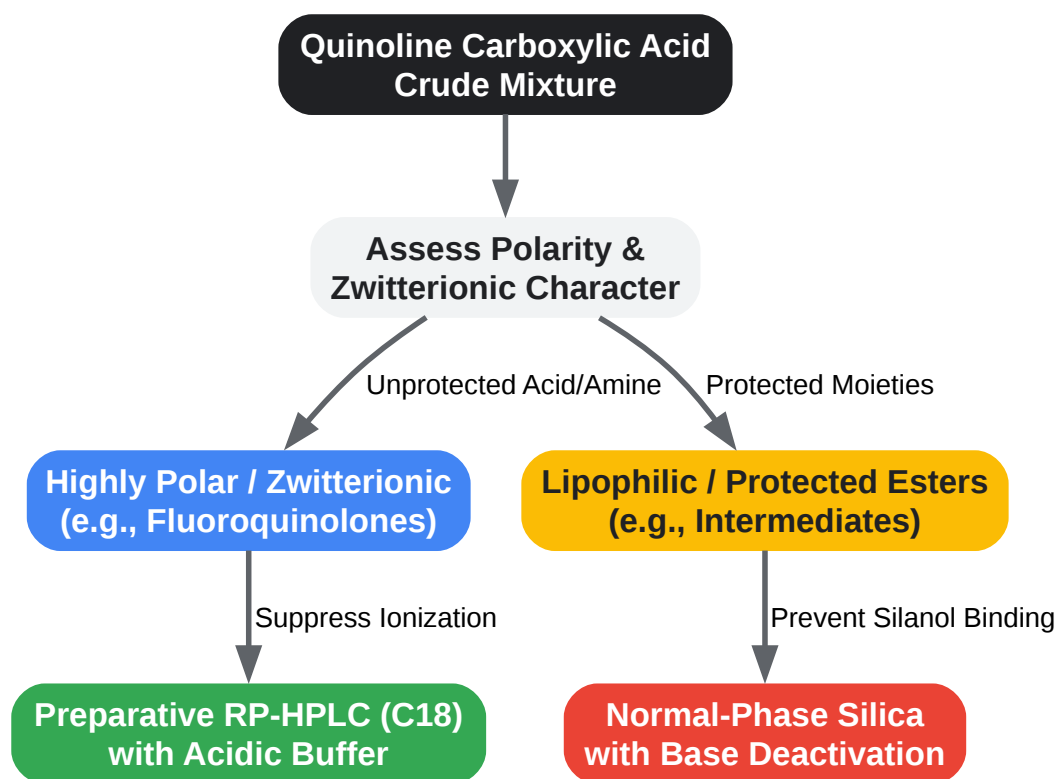 Quinoline Carboxylic Acid
Crude Mixture
Assess Polarity &
Zwitterionic Character
Unprotected Acid/Amine
Protected Moieties
Highly Polar / Zwitterionic
(e.g., Fluoroquinolones)
Lipophilic / Protected Esters
(e.g., Intermediates)
Suppress Ionization
Prevent Silanol Binding
Preparative RP-HPLC (C18)
with Acidic Buffer
Normal-Phase Silica
with Base Deactivation